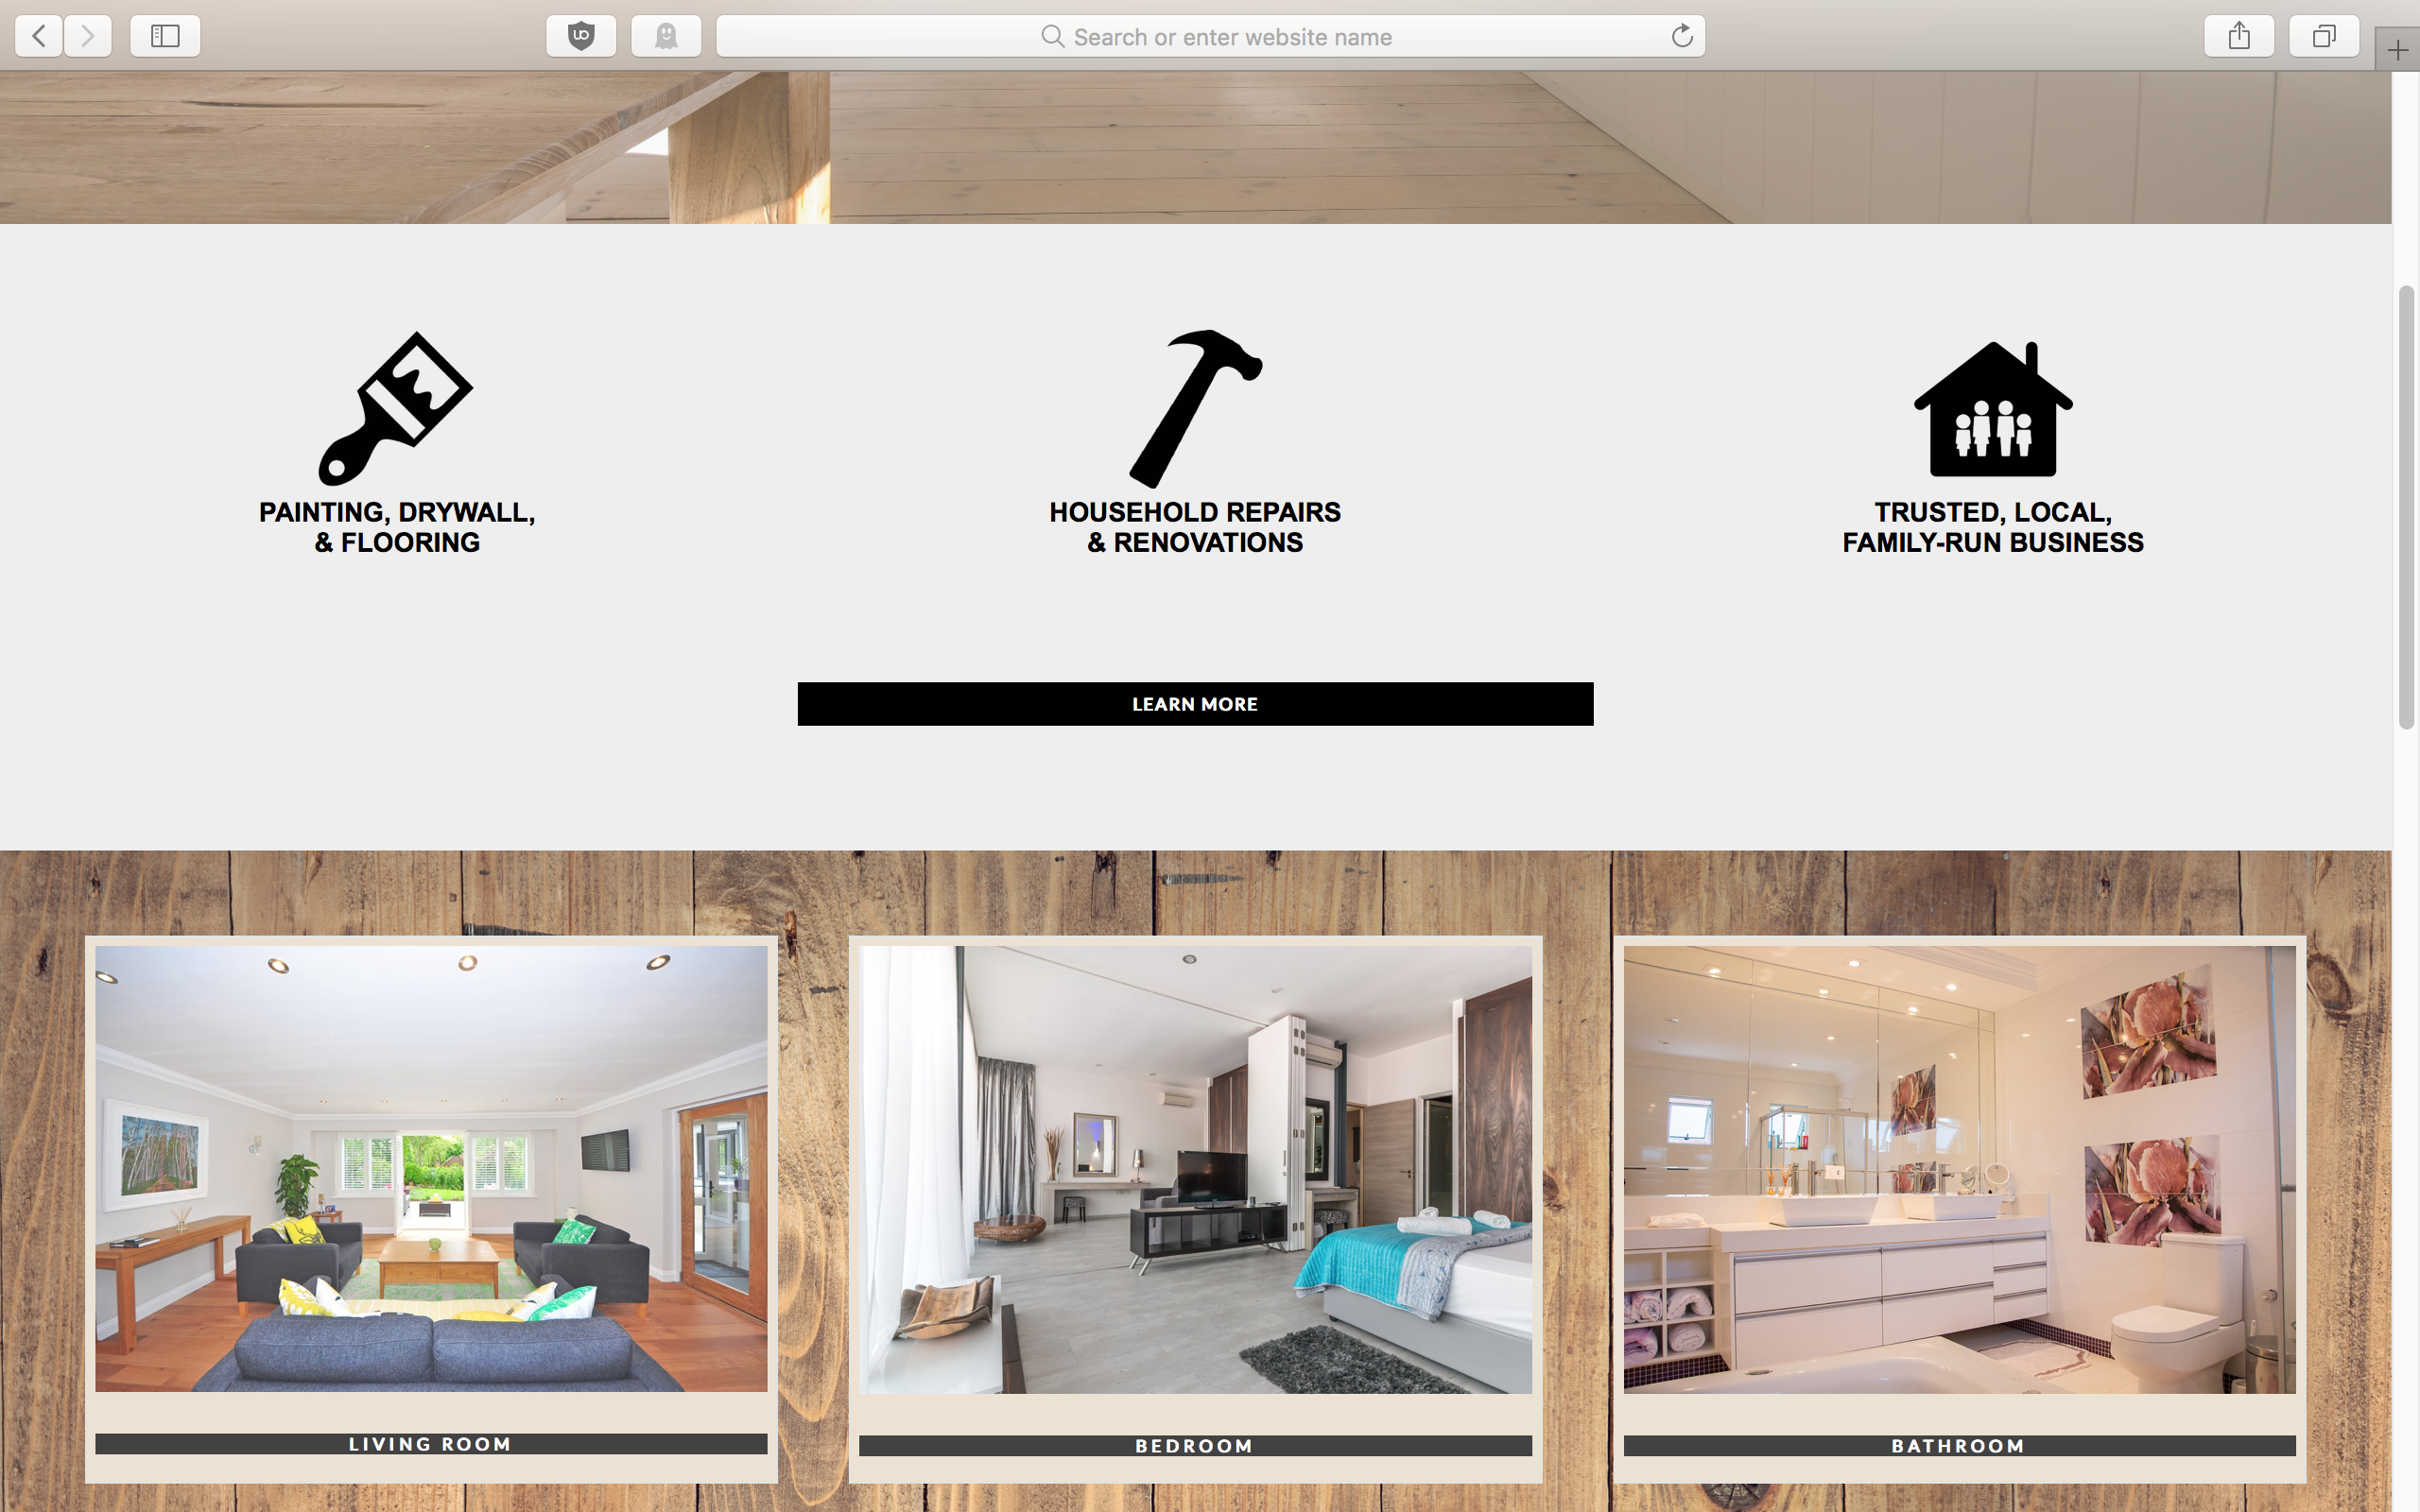 Search or enter website name
PAINTING, DRYWALL,
& FLOORING
HOUSEHOLD REPAIRS
& RENOVATIONS
TRUSTED, LOCAL,
FAMILY-RUN BUSINESS
LEARN MORE
LIVING ROOM
BEDROOM
BATHROOM